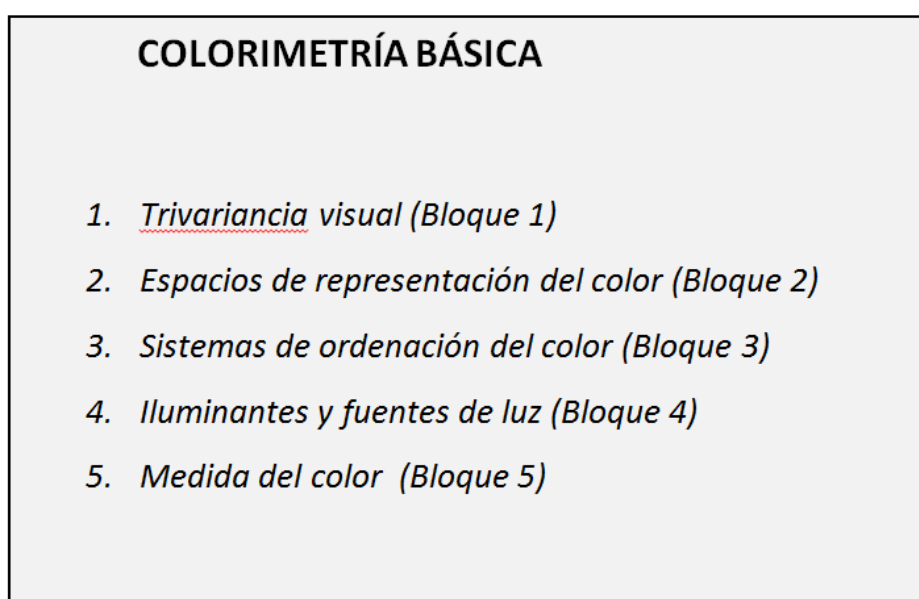 COLORIMETRÍA BÁSICA
1. Trivariancia visual (Bloque 1)
2. Espacios de representación del color (Bloque 2)
3. Sistemas de ordenación del color (Bloque 3)
4. Iluminantes y fuentes de luz (Bloque 4)
5. Medida del color (Bloque 5)